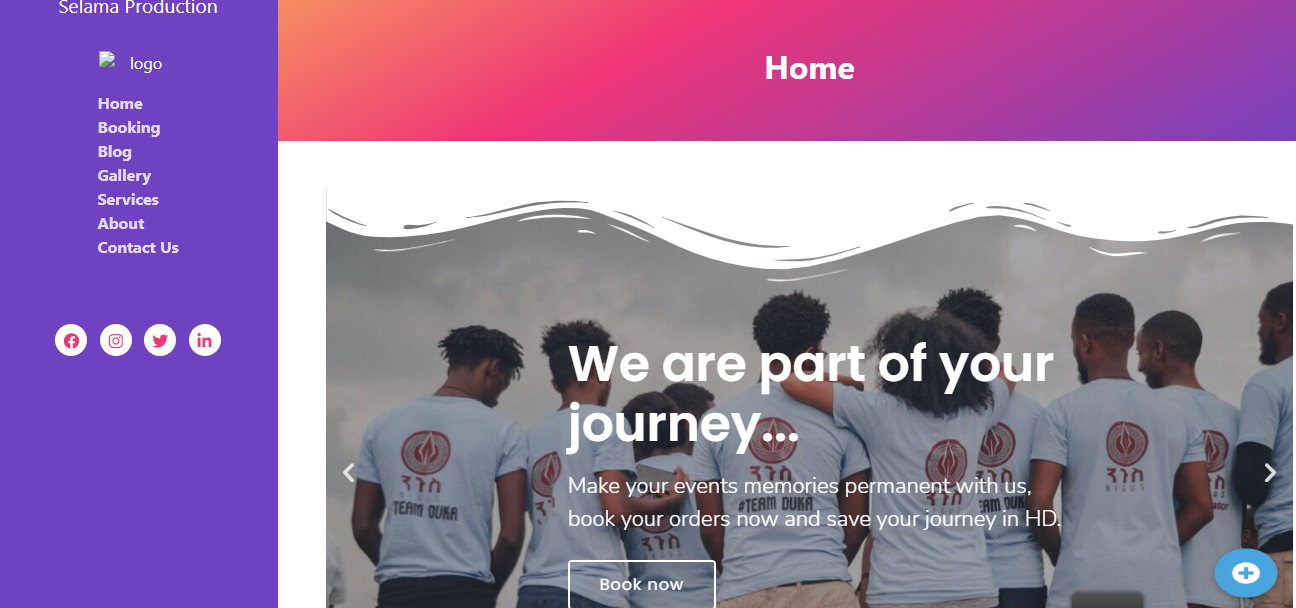 Selama Production
logo
Home
Booking
Blog
Gallery
Services
About
Contact Us
Home
We are part of your
journey...
Make your events memories permanent with us,
book your orders now and save your journey in HD.
Book now
ንጉስ
NIGUS
#TEAM DUKA